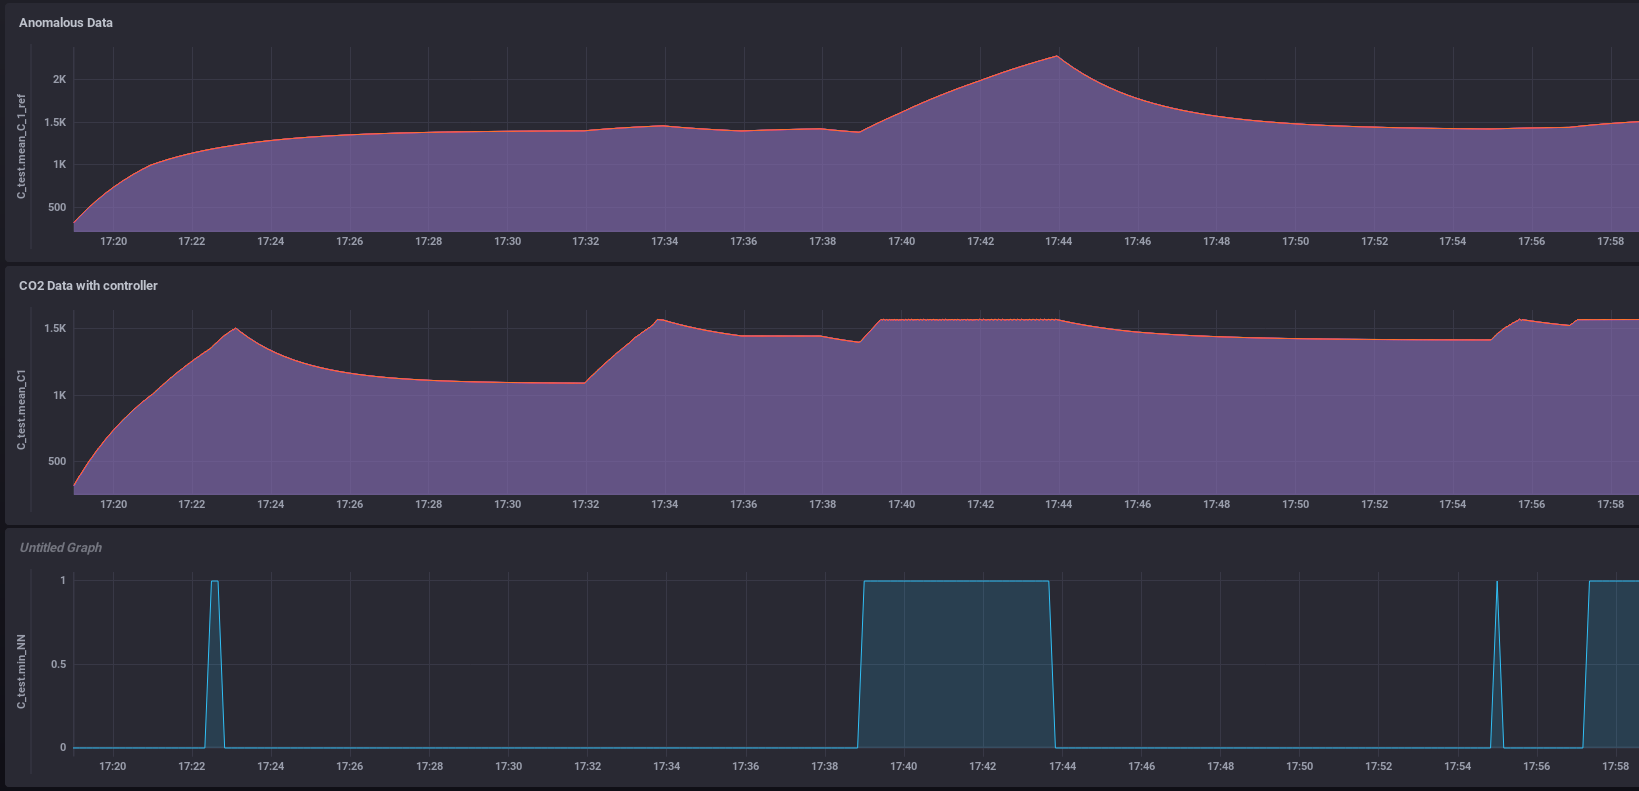 Anomalous Data
C_test.mean_C_1_ref
2K
1.5K
1K
500
17:20 17:22 17:24 17:26 17:28 17:30 17:32 17:34 17:36 17:38 17:40 17:42 17:44 17:46 17:48 17:50 17:52 17:54 17:56 17:58
CO2 Data with controller
C_test.mean_C1
1.5K
1K
500
17:20 17:22 17:24 17:26 17:28 17:30 17:32 17:34 17:36 17:38 17:40 17:42 17:44 17:46 17:48 17:50 17:52 17:54 17:56 17:58
Untitled Graph
C_test.min_NN
1
0.5
0
17:20 17:22 17:24 17:26 17:28 17:30 17:32 17:34 17:36 17:38 17:40 17:42 17:44 17:46 17:48 17:50 17:52 17:54 17:56 17:58